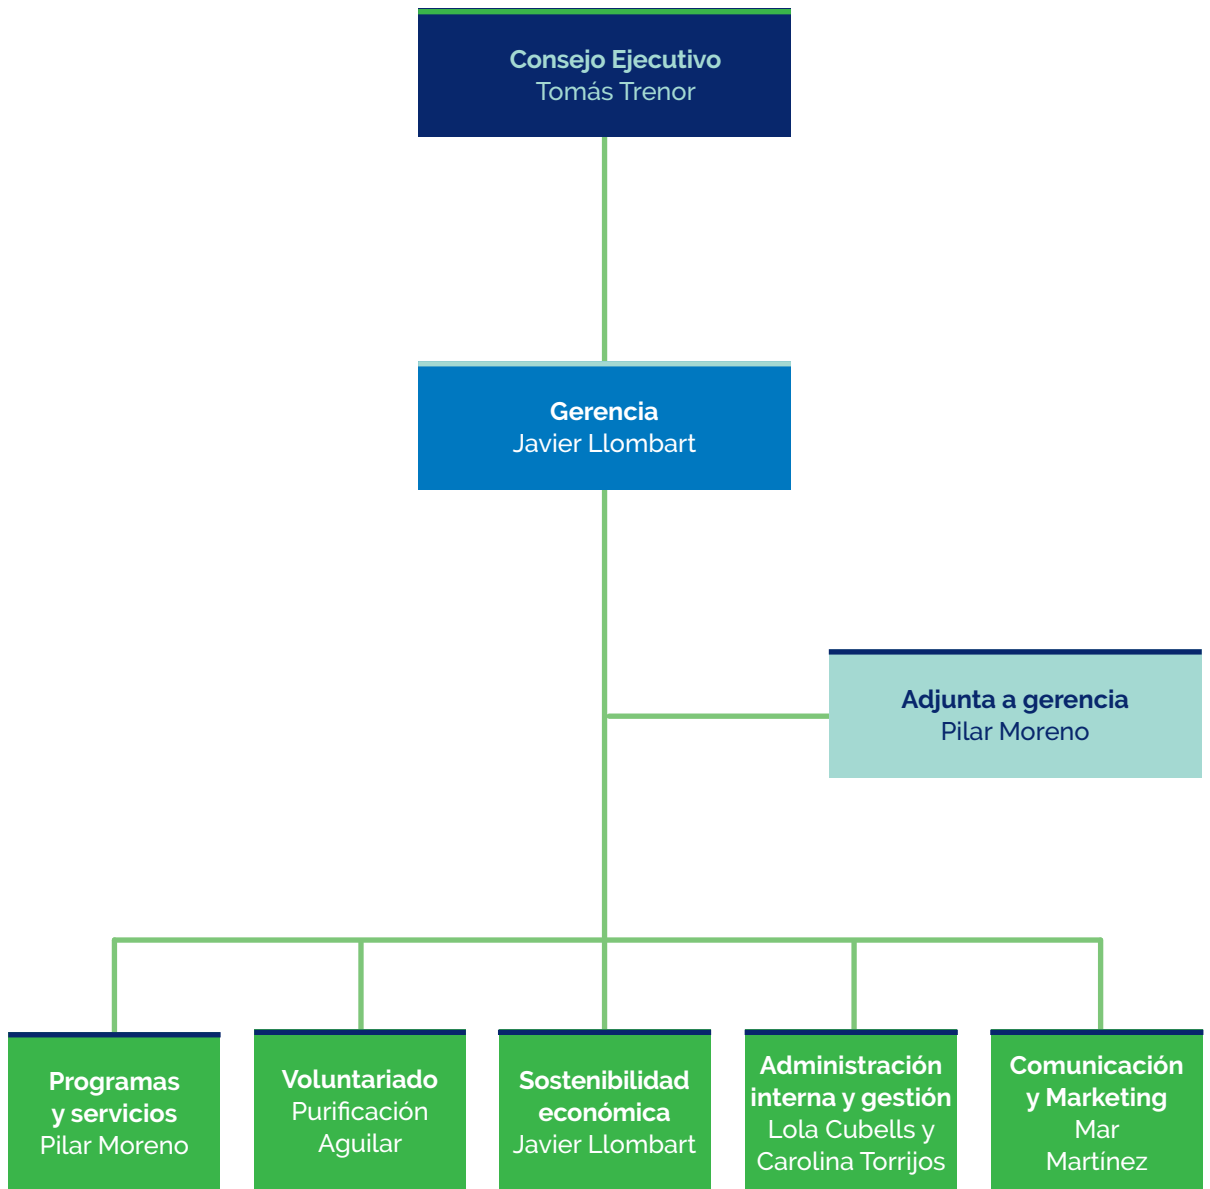 Consejo Ejecutivo
Tomás Trenor
Gerencia
Javier Llombart
Adjunta a gerencia
Pilar Moreno
Programas
y servicios
Pilar Moreno
Voluntariado
Purificación
Aguilar
Sostenibilidad
económica
Javier Llombart
Administración
interna y gestión
Lola Cubells y
Carolina Torrijos
Comunicación
y Marketing
Mar
Martínez